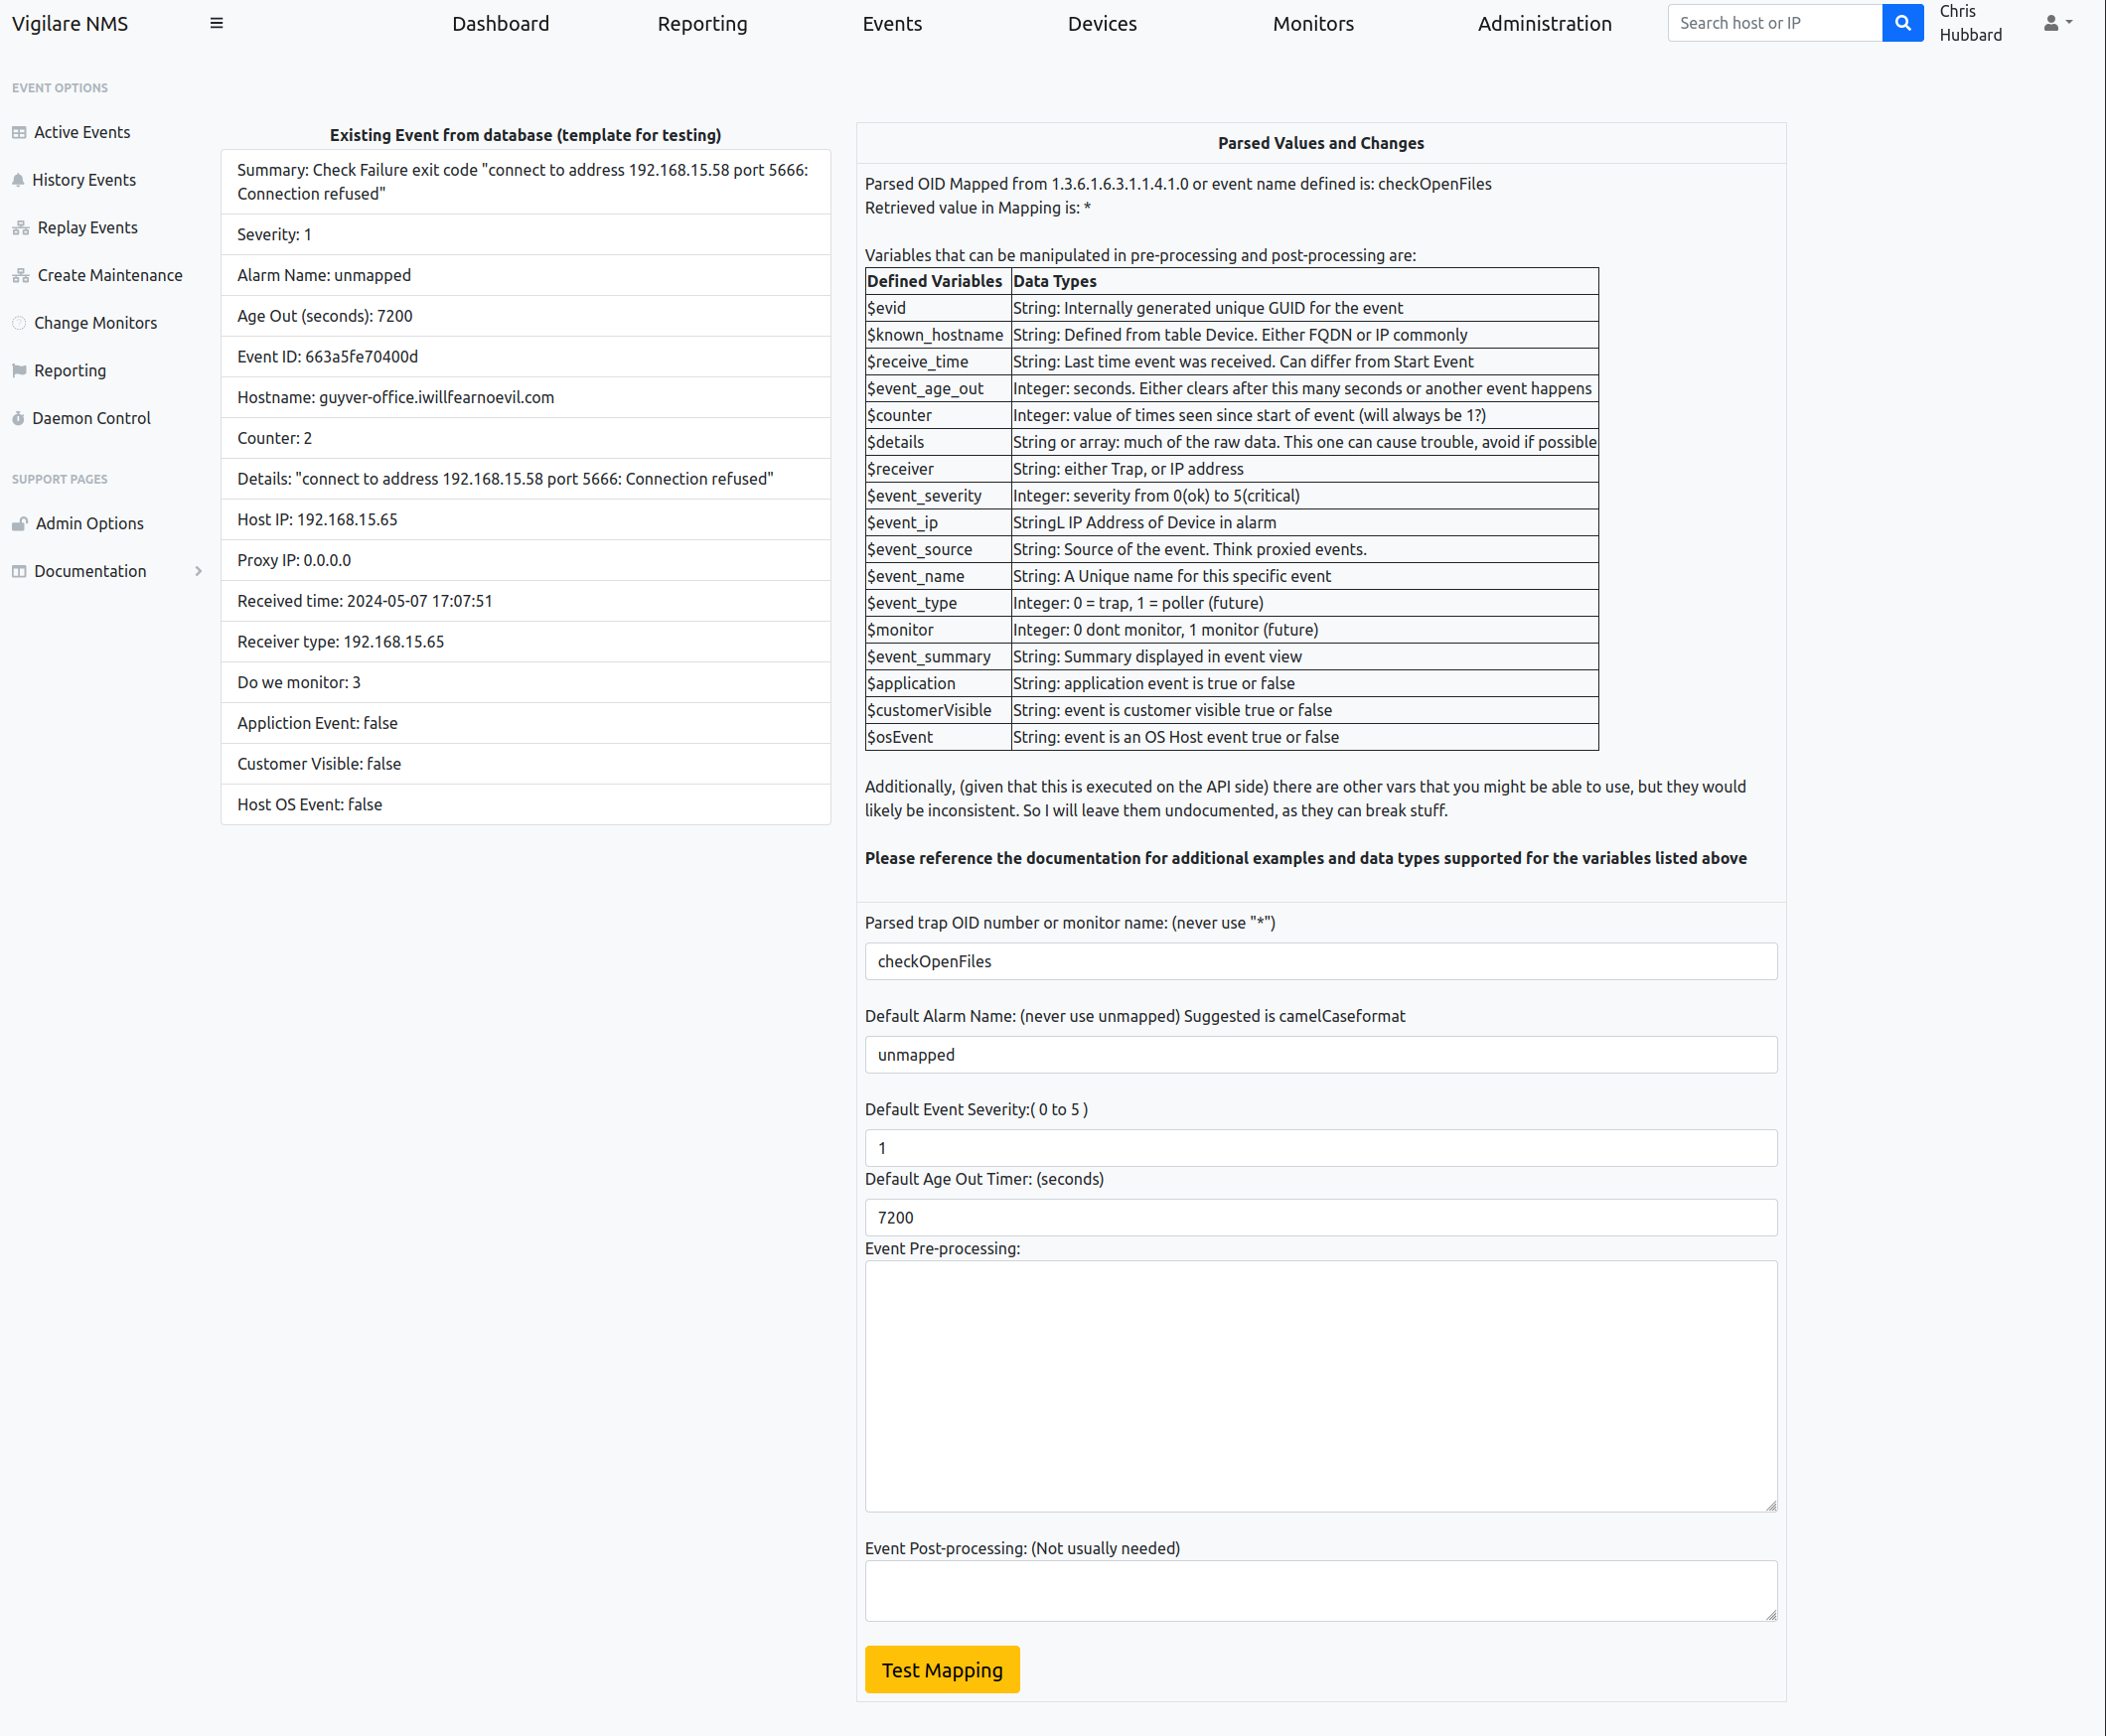 Vigilare NMS
Dashboard
Reporting
Events
Devices
Monitors
Administration
Search host or IP
Chris
Hubbard
EVENT OPTIONS
Active Events
History Events
Replay Events
Create Maintenance
Change Monitors
Reporting
Daemon Control
SUPPORT PAGES
Admin Options
Documentation
Existing Event from database (template for testing)
Summary: Check Failure exit code "connect to address 192.168.15.58 port 5666:
Connection refused"
Severity: 1
Alarm Name: unmapped
Age Out (seconds): 7200
Event ID: 663a5fe70400d
Hostname: guyver-office.iwillfearnoevil.com
Counter: 2
Details: "connect to address 192.168.15.58 port 5666: Connection refused"
Host IP: 192.168.15.65
Proxy IP: 0.0.0.0
Received time: 2024-05-07 17:07:51
Receiver type: 192.168.15.65
Do we monitor: 3
Appliction Event: false
Customer Visible: false
Host OS Event: false
Parsed Values and Changes
Parsed OID Mapped from 1.3.6.1.6.3.1.1.4.1.0 or event name defined is: checkOpenFiles
Retrieved value in Mapping is: *
Variables that can be manipulated in pre-processing and post-processing are:
Defined Variables Data Types
$evid String: Internally generated unique GUID for the event
$known_hostname String: Defined from table Device. Either FQDN or IP commonly
$receive_time String: Last time event was received. Can differ from Start Event
$event_age_out Integer: seconds. Either clears after this many seconds or another event happens
$counter Integer: value of times seen since start of event (will always be 1?)
$details String or array: much of the raw data. This one can cause trouble, avoid if possible
$receiver String: either Trap, or IP address
$event_severity Integer: severity from 0(ok) to 5(critical)
$event_ip StringL IP Address of Device in alarm
$event_source String: Source of the event. Think proxied events.
$event_name String: A Unique name for this specific event
$event_type Integer: 0 = trap, 1 = poller (future)
$monitor Integer: 0 dont monitor, 1 monitor (future)
$event_summary String: Summary displayed in event view
$application String: application event is true or false
$customerVisible String: event is customer visible true or false
$osEvent String: event is an OS Host event true or false
Additionally, (given that this is executed on the API side) there are other vars that you might be able to use, but they would
likely be inconsistent. So I will leave them undocumented, as they can break stuff.
Please reference the documentation for additional examples and data types supported for the variables listed above
Parsed trap OID number or monitor name: (never use "*")
checkOpenFiles
Default Alarm Name: (never use unmapped) Suggested is camelCaseformat
unmapped
Default Event Severity:( 0 to 5 )
1
Default Age Out Timer: (seconds)
7200
Event Pre-processing:
Event Post-processing: (Not usually needed)
Test Mapping